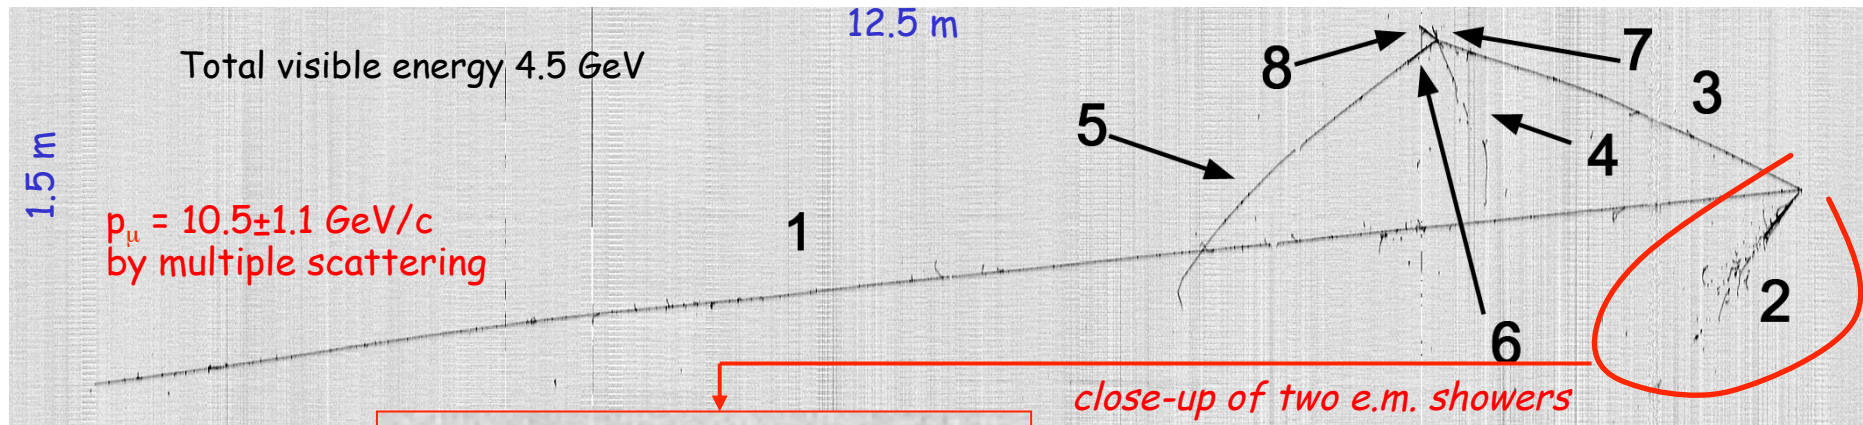 12.5 m
Total visible energy 4.5 GeV
1.5 m
pμ = 10.5±1.1 GeV/c
by multiple scattering
1
2
3
4
5
6
7
8
close-up of two e.m. showers